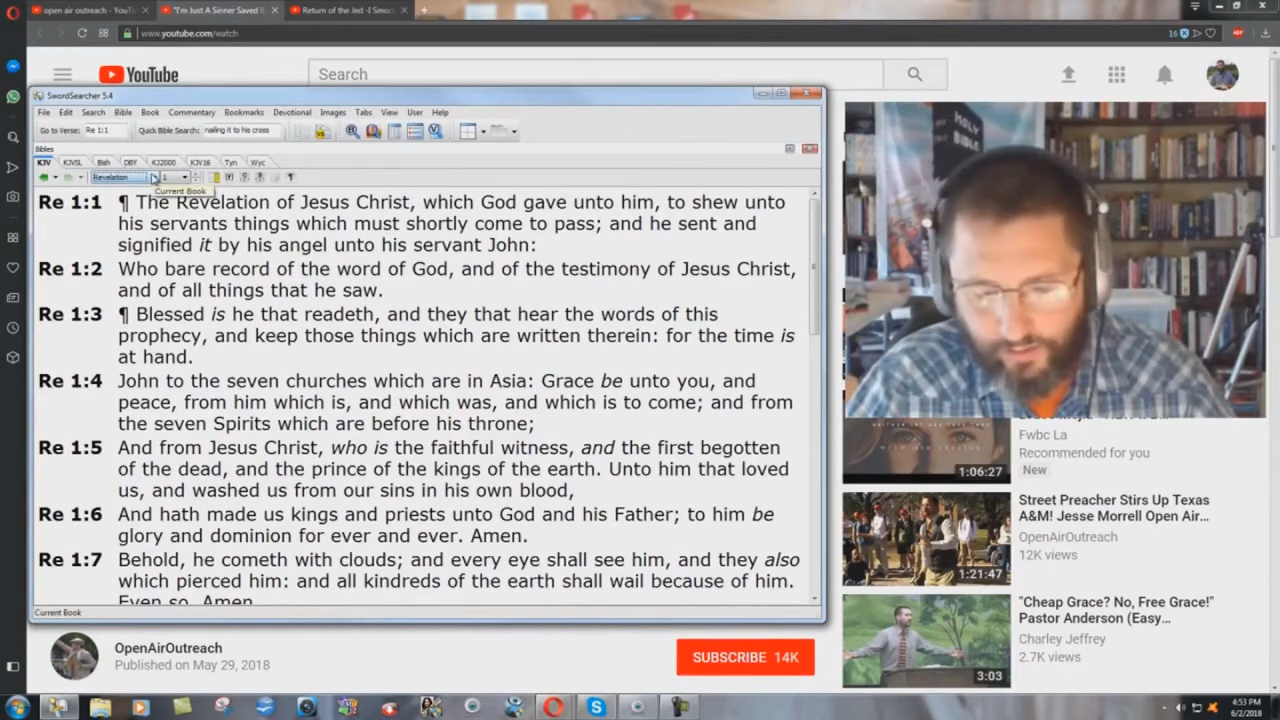 open air outreach - YouTu
"I'm Just A Sinner Saved B
Return of the Jed -I Smoc
www.youtube.com/watch
16
YouTube
Search
SwordSearcher 5.4
File Edit Search Bible Book Commentary Bookmarks Devotional Images Tabs View User Help
Go to Verse: Re 1:1 Quick Bible Search: nailing it to his cross
Bibles
KJV KJVSL Bish DBY KJ2000 KJV16 Tyn Wyc
Revelation 1
Current Book
Re 1:1 ¶ The Revelation of Jesus Christ, which God gave unto him, to shew unto
his servants things which must shortly come to pass; and he sent and
signified it by his angel unto his servant John:
Re 1:2 Who bare record of the word of God, and of the testimony of Jesus Christ,
and of all things that he saw.
Re 1:3 ¶ Blessed is he that readeth, and they that hear the words of this
prophecy, and keep those things which are written therein: for the time is
at hand.
Re 1:4 John to the seven churches which are in Asia: Grace be unto you, and
peace, from him which is, and which was, and which is to come; and from
the seven Spirits which are before his throne;
Re 1:5 And from Jesus Christ, who is the faithful witness, and the first begotten
of the dead, and the prince of the kings of the earth. Unto him that loved
us, and washed us from our sins in his own blood,
Re 1:6 And hath made us kings and priests unto God and his Father; to him be
glory and dominion for ever and ever. Amen.
Re 1:7 Behold, he cometh with clouds; and every eye shall see him, and they also
which pierced him: and all kindreds of the earth shall wail because of him.
Even so, Amen
Current Book
OpenAirOutreach
Published on May 29, 2018
SUBSCRIBE 14K
HOLY
BIBLE
Fwbc La
Recommended for you
New
1:06:27
Street Preacher Stirs Up Texas
A&M! Jesse Morrell Open Air...
OpenAirOutreach
12K views
1:21:47
"Cheap Grace? No, Free Grace!"
Pastor Anderson (Easy...
Charley Jeffrey
2.7K views
3:03
4:53 PM
6/2/2018